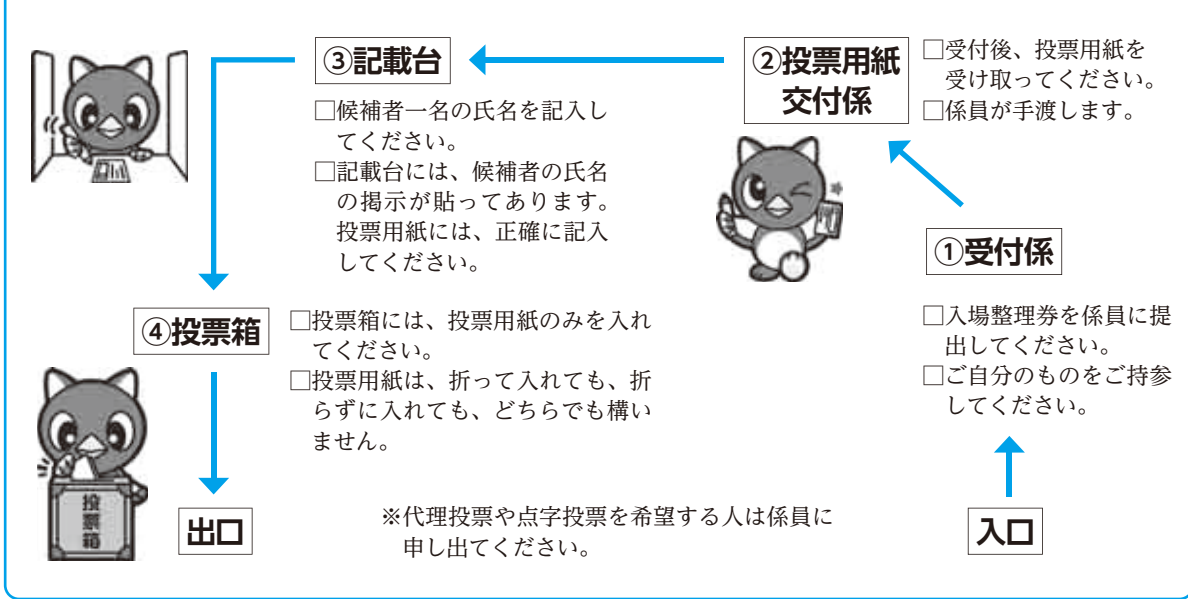 入口
①受付係
□入場整理券を係員に提
出してください。
□ご自分のものをご持参
してください。
②投票用紙
交付係
□受付後、投票用紙を
受け取ってください。
□係員が手渡します。
③記載台
□候補者一名の氏名を記入し
てください。
□記載台には、候補者の氏名
の掲示が貼ってあります。
投票用紙には、正確に記入
してください。
④投票箱
□投票箱には、投票用紙のみを入れ
てください。
□投票用紙は、折って入れても、折
らずに入れても、どちらでも構い
ません。
投票箱
出口
※代理投票や点字投票を希望する人は係員に
申し出てください。